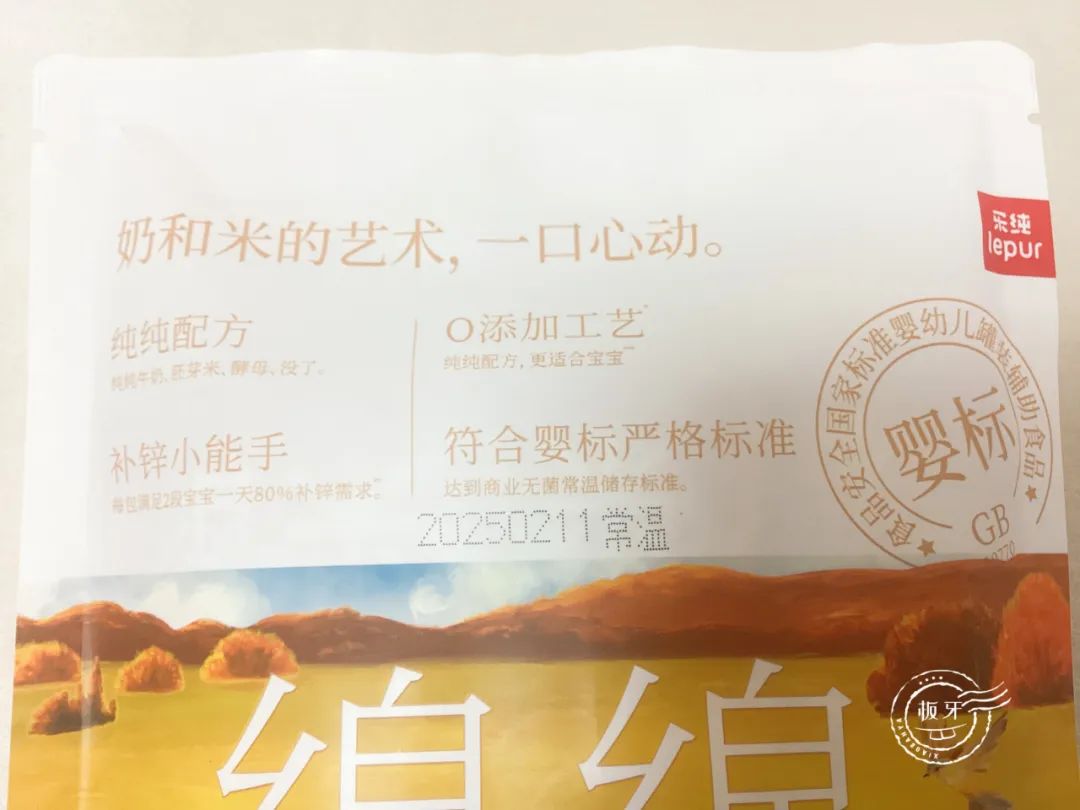 奶和米的艺术，一口心动。
乐纯
lepur
纯纯配方
纯纯牛奶、胚芽米、酵母、没了。
0添加工艺*
纯纯配方，更适合宝宝
补锌小能手
每包满足2段宝宝一天80%补锌需求。
符合婴标严格标准
达到商业无菌常温储存标准。
食品安全国家标准婴幼儿罐装辅助食品
婴标
GB
20250211常温
绵绵
板牙